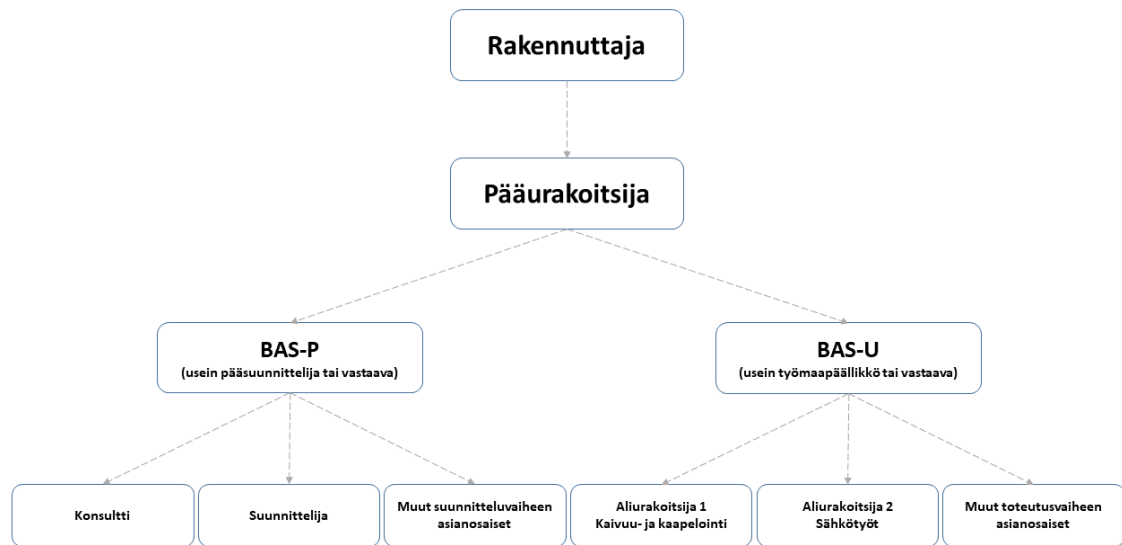 Rakennuttaja
Pääurakoitsija
BAS-P
(usein pääsuunnittelija tai vastaava)
BAS-U
(usein työmaapäällikkö tai vastaava)
Konsultti
Suunnittelija
Muut suunnitteluvaiheen
asianosaiset
Aliurakoitsija 1
Kaivuu- ja kaapelointi
Aliurakoitsija 2
Sähkötyöt
Muut toteutusvaiheen
asianosaiset